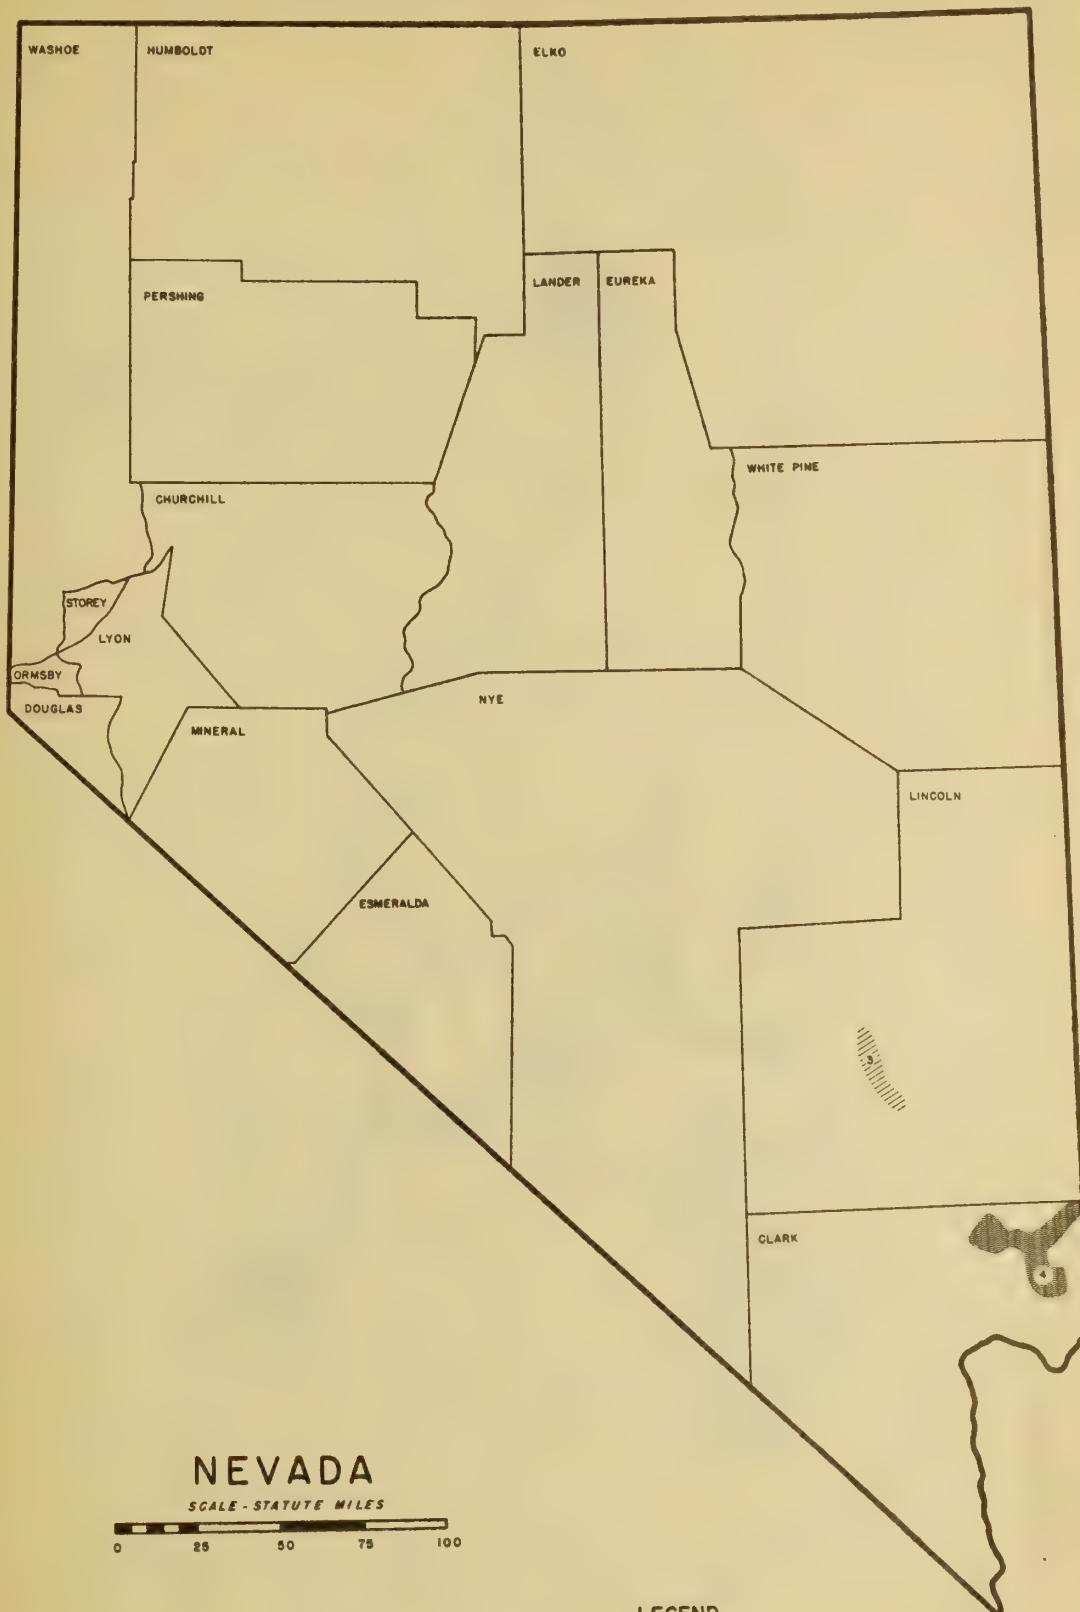 WASHOE
HUMBOLDT
ELKO
LANDER
EUREKA
PERSHING
WHITE PINE
CHURCHILL
STOREY
LYON
ORMSBY
DOUGLAS
NYE
MINERAL
LINCOLN
ESMERALDA
3
CLARK
4
NEVADA
SCALE - STATUTE MILES
0 25 50 75 100
LEGEND